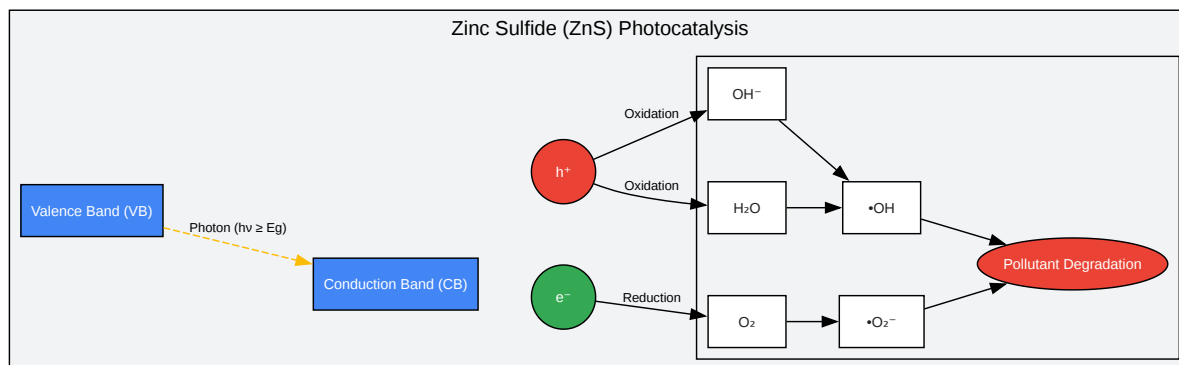 Zinc Sulfide (ZnS) Photocatalysis
OH⁻
Oxidation
h⁺
Oxidation
Valence Band (VB)
H₂O
•OH
Photon (hν ≥ Eg)
Pollutant Degradation
Conduction Band (CB)
e⁻
Reduction
O₂
•O₂⁻